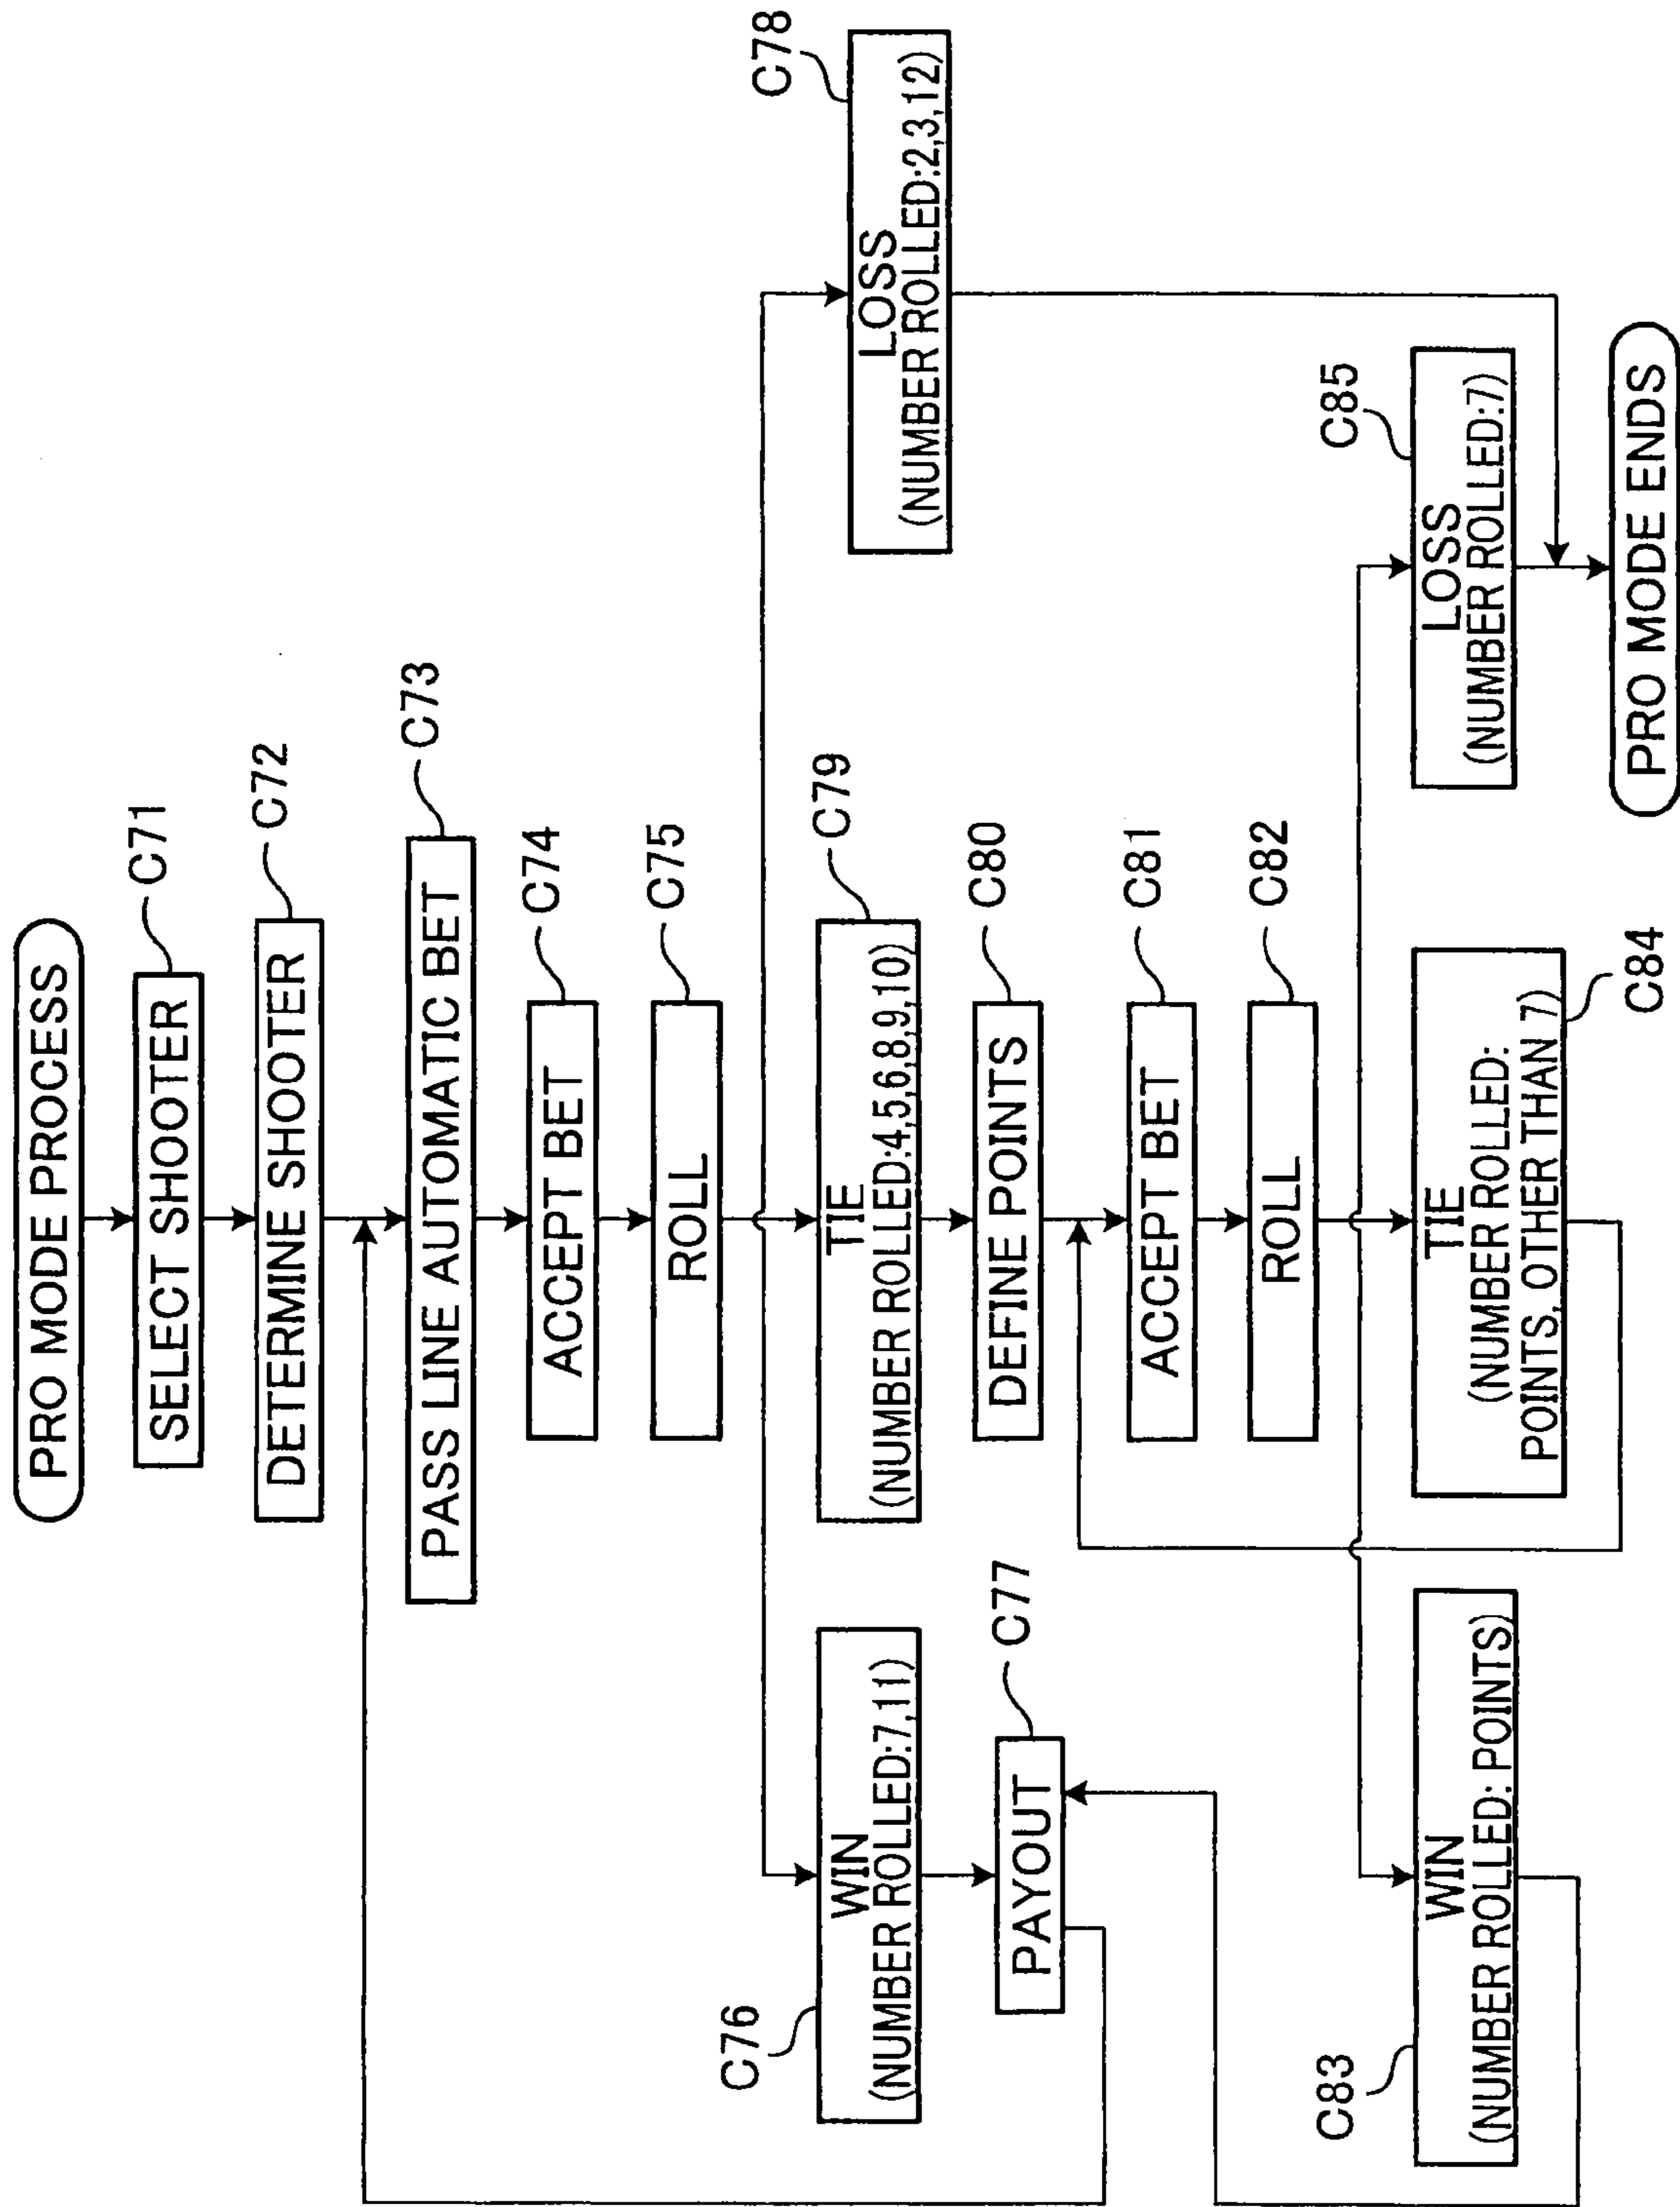 PRO MODE PROCESS
SELECT SHOOTER
C71
DETERMINE SHOOTER
C72
PASS LINE AUTOMATIC BET
C73
ACCEPT BET
C74
ROLL
C75
C76
WIN
(NUMBER ROLLED:7,11)
PAYOUT
C77
LOSS
(NUMBER ROLLED:2,3,12)
C78
TIE
(NUMBER ROLLED:4,5,6,8,9,10)
C79
DEFINE POINTS
C80
ACCEPT BET
C81
ROLL
C82
C83
WIN
(NUMBER ROLLED: POINTS)
TIE
(NUMBER ROLLED:
POINTS, OTHER THAN 7)
C84
LOSS
(NUMBER ROLLED:7)
C85
PRO MODE ENDS